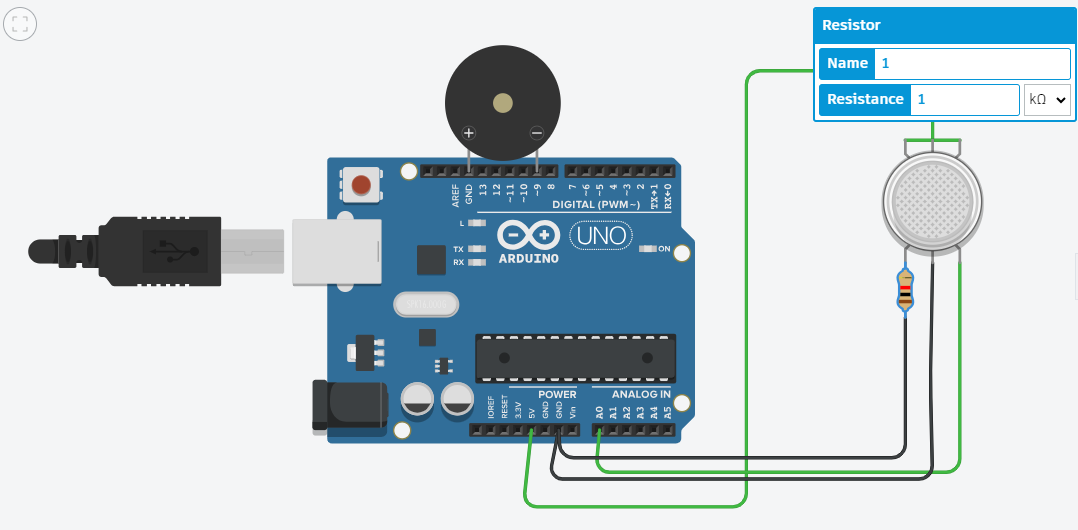 Resistor
Name 1
Resistance 1 kΩ
+ −
AREF GND 13 12 ~11 ~10 ~9 8 7 ~6 ~5 4 ~3 2 TX→1 RX←0
DIGITAL (PWM~)
L
TX
RX
UNO
ARDUINO
ON
POWER ANALOG IN
IOREF RESET 3.3V 5V GND GND Vin A0 A1 A2 A3 A4 A5